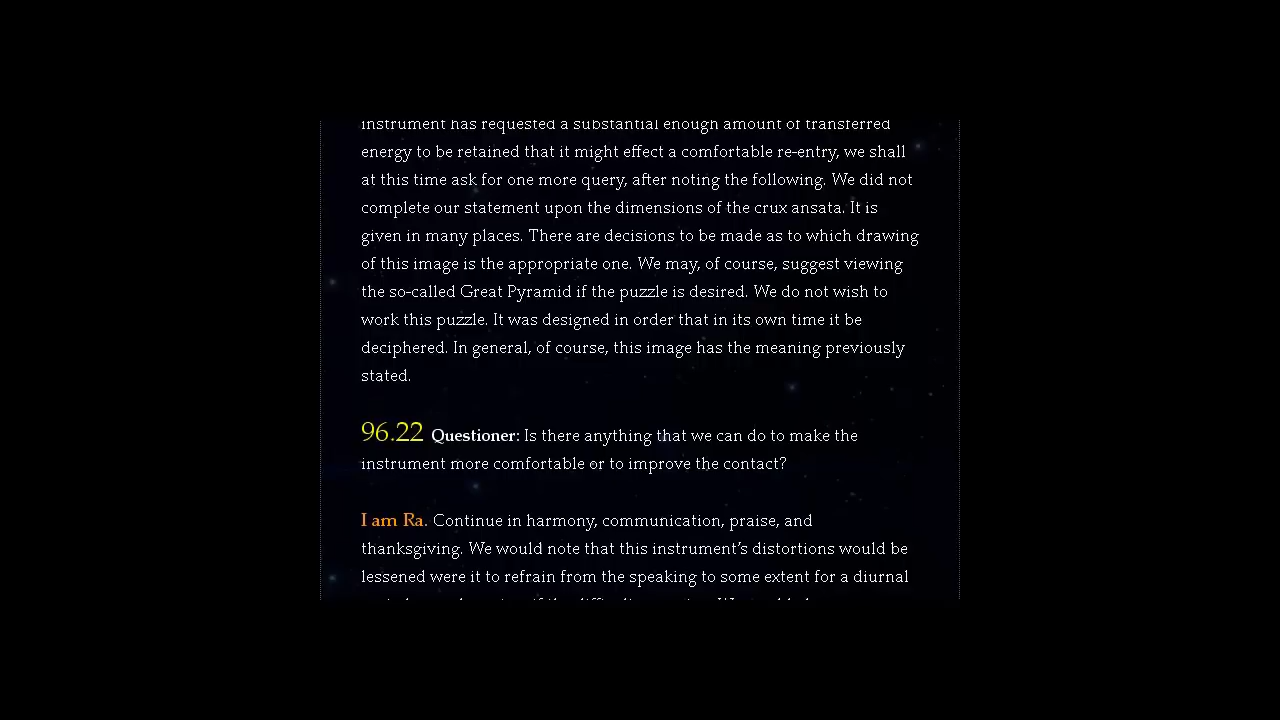 instrument has requested a substantial enough amount of transferred
energy to be retained that it might effect a comfortable re-entry, we shall
at this time ask for one more query, after noting the following. We did not
complete our statement upon the dimensions of the crux ansata. It is
given in many places. There are decisions to be made as to which drawing
of this image is the appropriate one. We may, of course, suggest viewing
the so-called Great Pyramid if the puzzle is desired. We do not wish to
work this puzzle. It was designed in order that in its own time it be
deciphered. In general, of course, this image has the meaning previously
stated.
96.22 Questioner: Is there anything that we can do to make the
instrument more comfortable or to improve the contact?
I am Ra. Continue in harmony, communication, praise, and
thanksgiving. We would note that this instrument’s distortions would be
lessened were it to refrain from the speaking to some extent for a diurnal